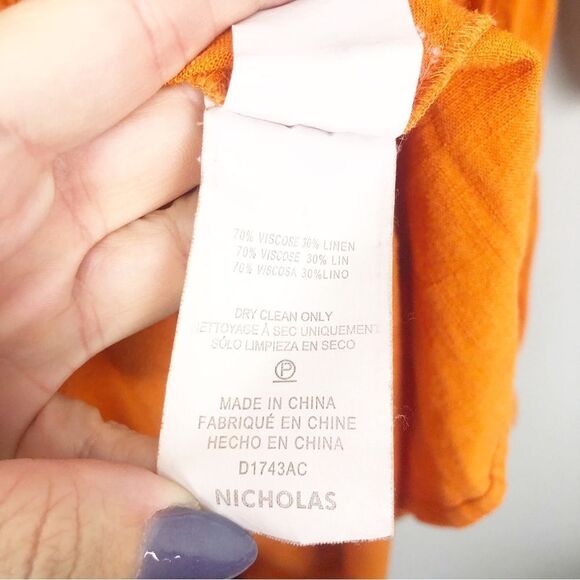 70% VISCOSE 30% LINEN
70% VISCOSE 30% LIN
70% VISCOSA 30%LINO
DRY CLEAN ONLY
NETTOYAGE À SEC UNIQUEMENT
SÓLO LIMPIEZA EN SECO
P
MADE IN CHINA
FABRIQUÉ EN CHINE
HECHO EN CHINA
D1743AC
NICHOLAS